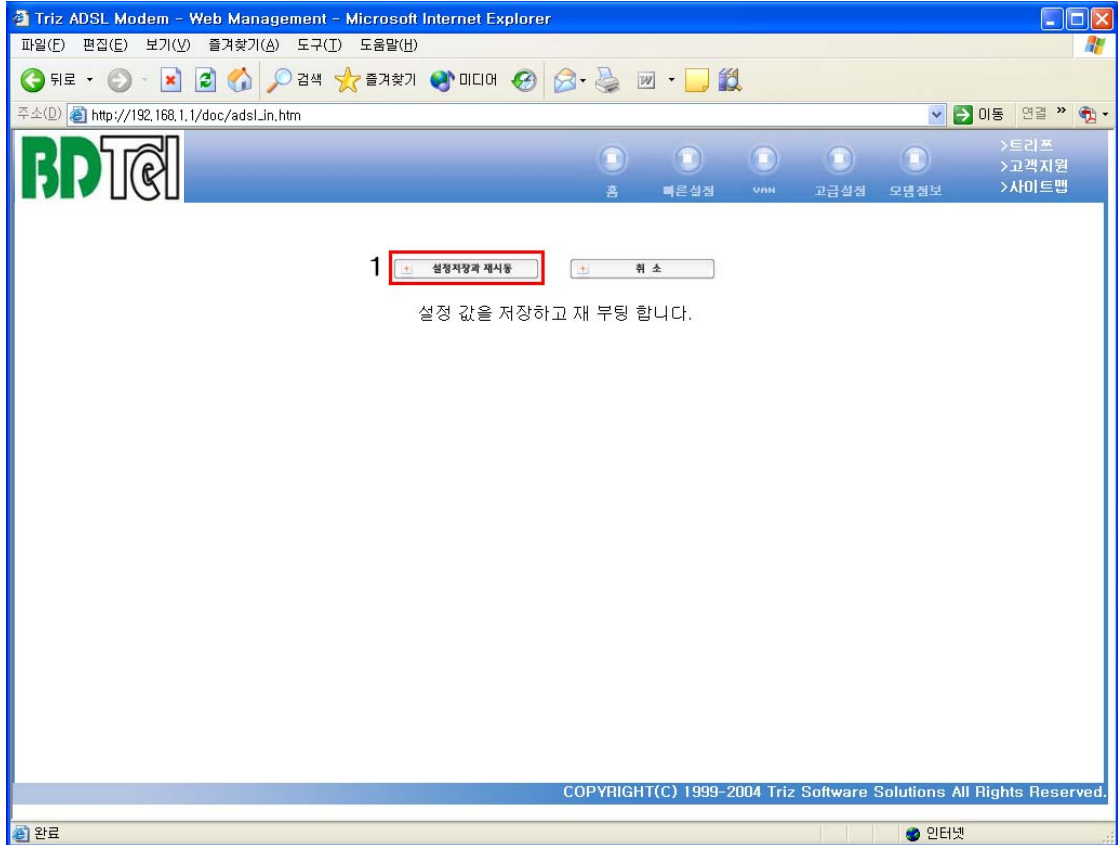 Triz ADSL Modem - Web Management - Microsoft Internet Explorer
파일(F) 편집(E) 보기(V) 즐겨찾기(A) 도구(T) 도움말(H)
뒤로 검색 즐겨찾기 미디어
주소(D) http://192.168.1.1/doc/adsl_in.htm 이동 연결 »
BDTel
홈 빠른설정 VAN 고급설정 모뎀정보
>트리쯔
>고객지원
>사이트맵
1 설정저장과 재시동 취 소
설정 값을 저장하고 재 부팅 합니다.
COPYRIGHT(C) 1999-2004 Triz Software Solutions All Rights Reserved.
완료 인터넷